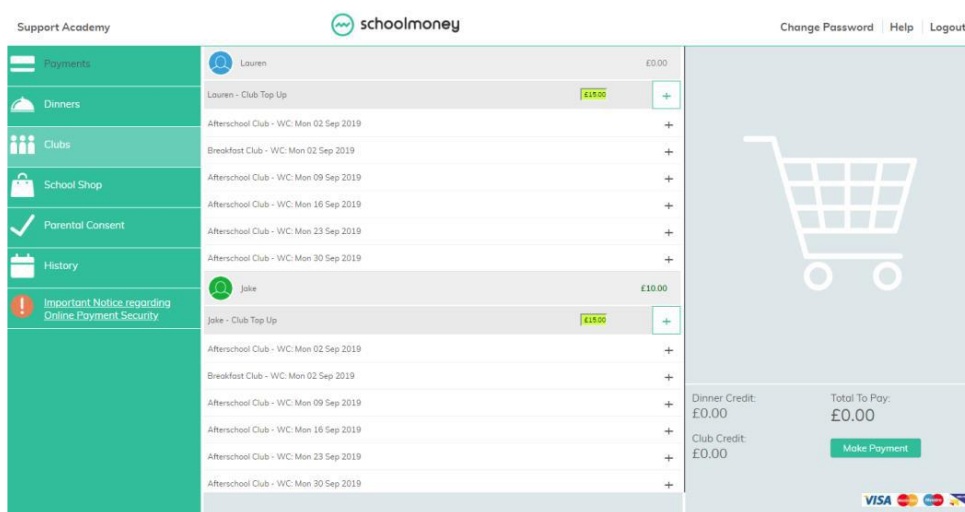 Support Academy
schoolmoney
Change Password Help Logout
Payments
Dinners
Clubs
School Shop
Parental Consent
History
Important Notice regarding
Online Payment Security
Lauren £0.00
Lauren - Club Top Up £15.00 +
Afterschool Club - WC: Mon 02 Sep 2019 +
Breakfast Club - WC: Mon 02 Sep 2019 +
Afterschool Club - WC: Mon 09 Sep 2019 +
Afterschool Club - WC: Mon 16 Sep 2019 +
Afterschool Club - WC: Mon 23 Sep 2019 +
Afterschool Club - WC: Mon 30 Sep 2019 +
Jake £10.00
Jake - Club Top Up £15.00 +
Afterschool Club - WC: Mon 02 Sep 2019 +
Breakfast Club - WC: Mon 02 Sep 2019 +
Afterschool Club - WC: Mon 09 Sep 2019 +
Afterschool Club - WC: Mon 16 Sep 2019 +
Afterschool Club - WC: Mon 23 Sep 2019 +
Afterschool Club - WC: Mon 30 Sep 2019 +
Dinner Credit: Total To Pay:
£0.00 £0.00
Club Credit:
£0.00
Make Payment
VISA